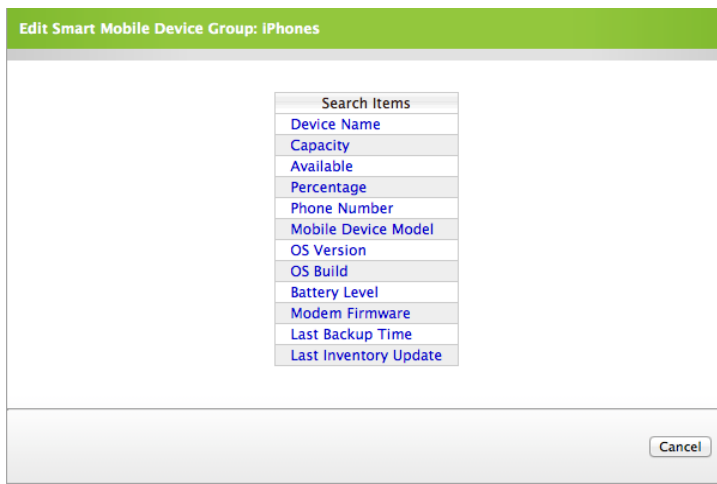 Edit Smart Mobile Device Group: iPhones
Search Items
Device Name
Capacity
Available
Percentage
Phone Number
Mobile Device Model
OS Version
OS Build
Battery Level
Modem Firmware
Last Backup Time
Last Inventory Update
Cancel